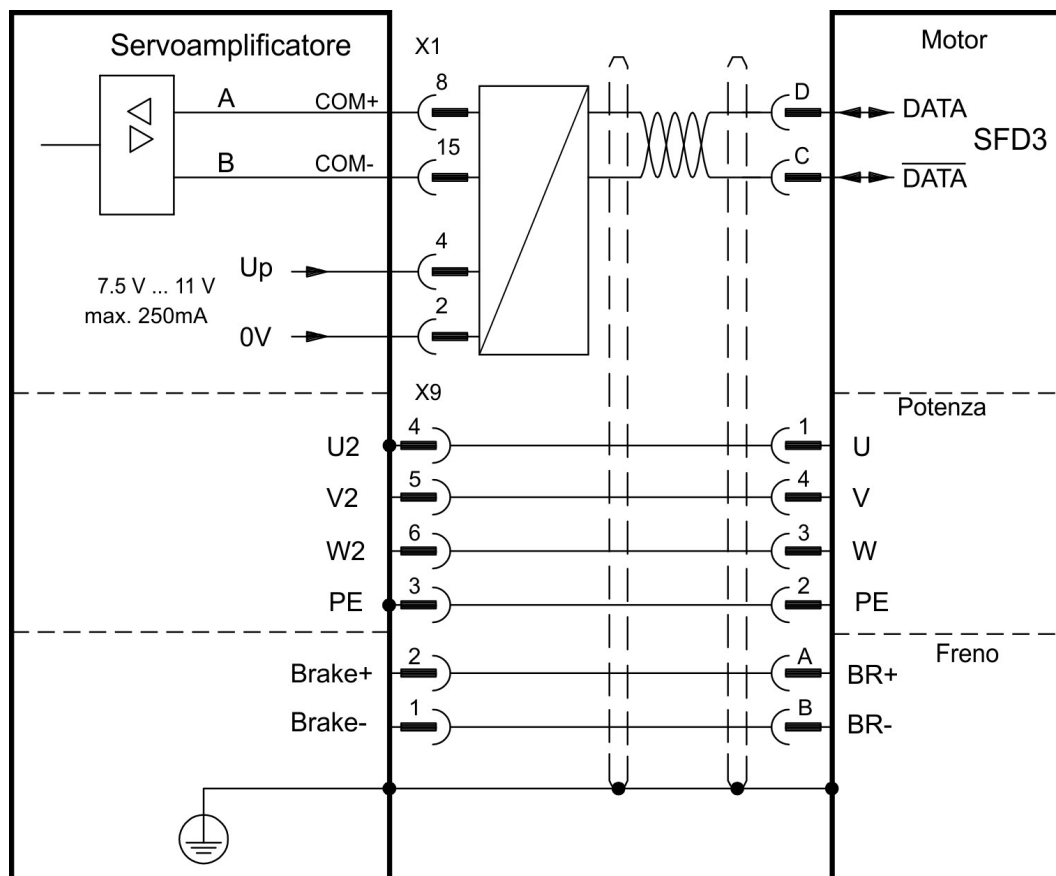 Servoamplificatore
X1
Motor
8
D
A
COM+
DATA
SFD3
15
C
B
COM-
DATA
4
Up
7.5 V ... 11 V
max. 250mA
2
0V
X9
Potenza
U2
4
1
U
V2
5
4
V
W2
6
3
W
PE
3
2
PE
Freno
Brake+
2
A
BR+
Brake-
1
B
BR-